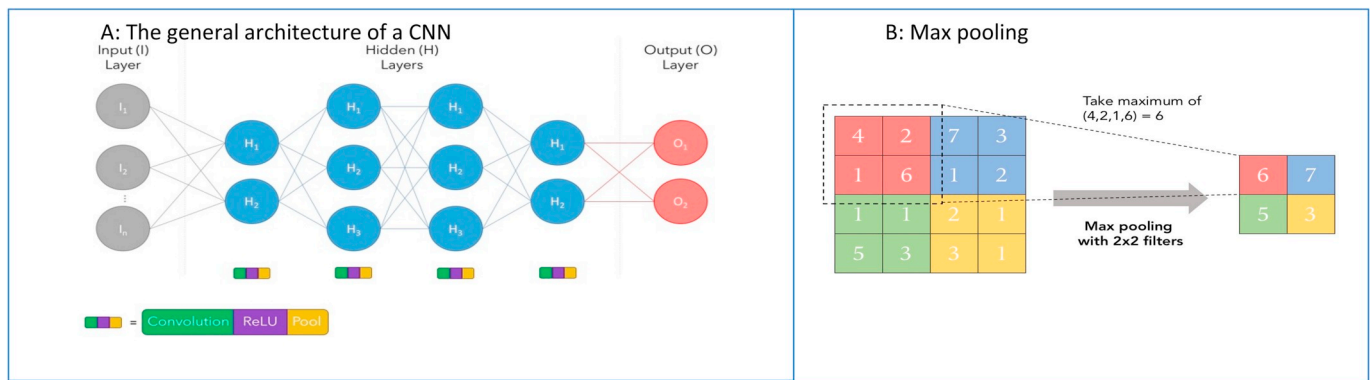 A: The general architecture of a CNN
Input (I)
Layer
Hidden (H)
Layers
Output (O)
Layer
I₁
I₂
⋮
Iₙ
H₁
H₂
H₁
H₂
H₃
H₁
H₂
H₃
H₁
H₂
O₁
O₂
= Convolution ReLU Pool
B: Max pooling
Take maximum of
(4,2,1,6) = 6
4 2 7 3
1 6 1 2
1 1 2 1
5 3 3 1
Max pooling
with 2x2 filters
6 7
5 3